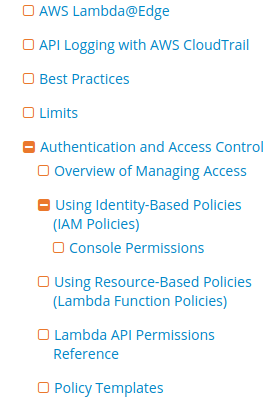 AWS Lambda@Edge
API Logging with AWS CloudTrail
Best Practices
Limits
Authentication and Access Control
Overview of Managing Access
Using Identity-Based Policies
(IAM Policies)
Console Permissions
Using Resource-Based Policies
(Lambda Function Policies)
Lambda API Permissions
Reference
Policy Templates